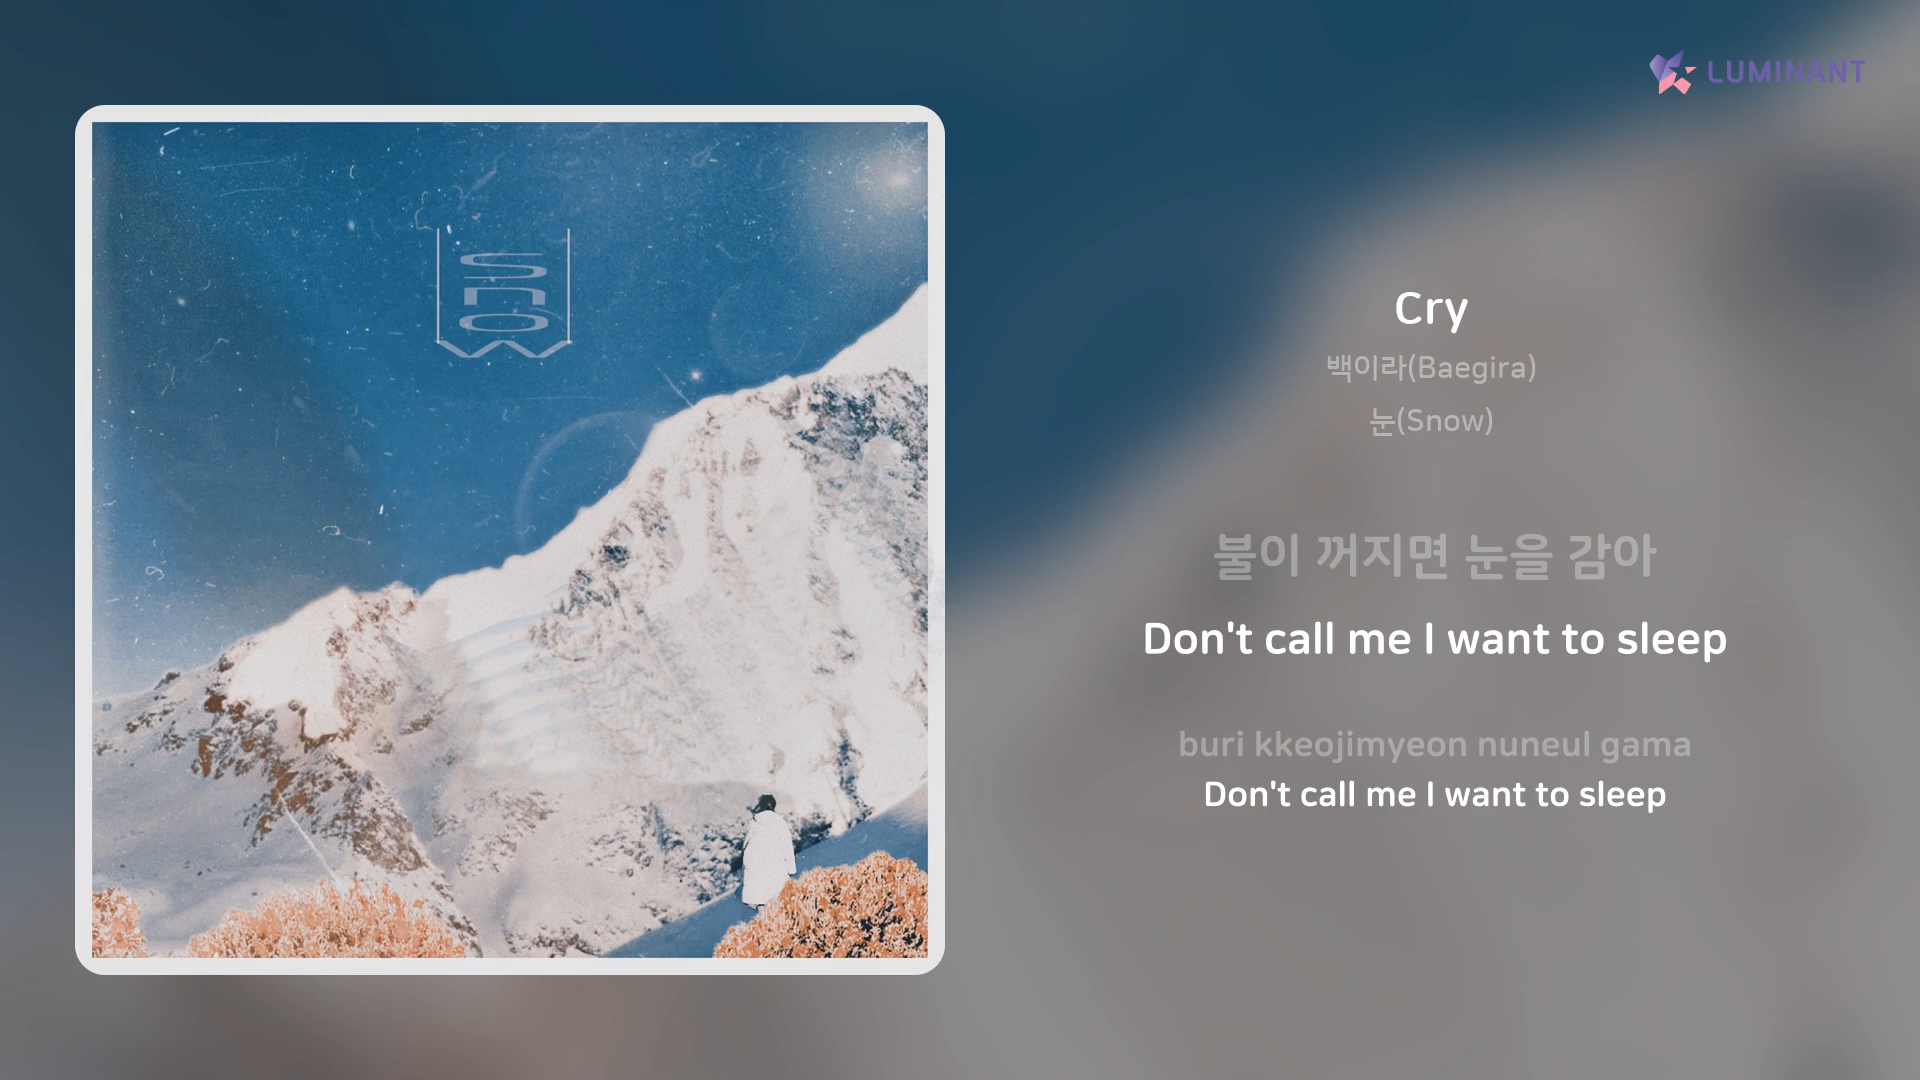 LUMINANT
snow
Cry
백이라(Baegira)
눈(Snow)
불이 꺼지면 눈을 감아
Don't call me I want to sleep
buri kkeojimyeon nuneul gama
Don't call me I want to sleep